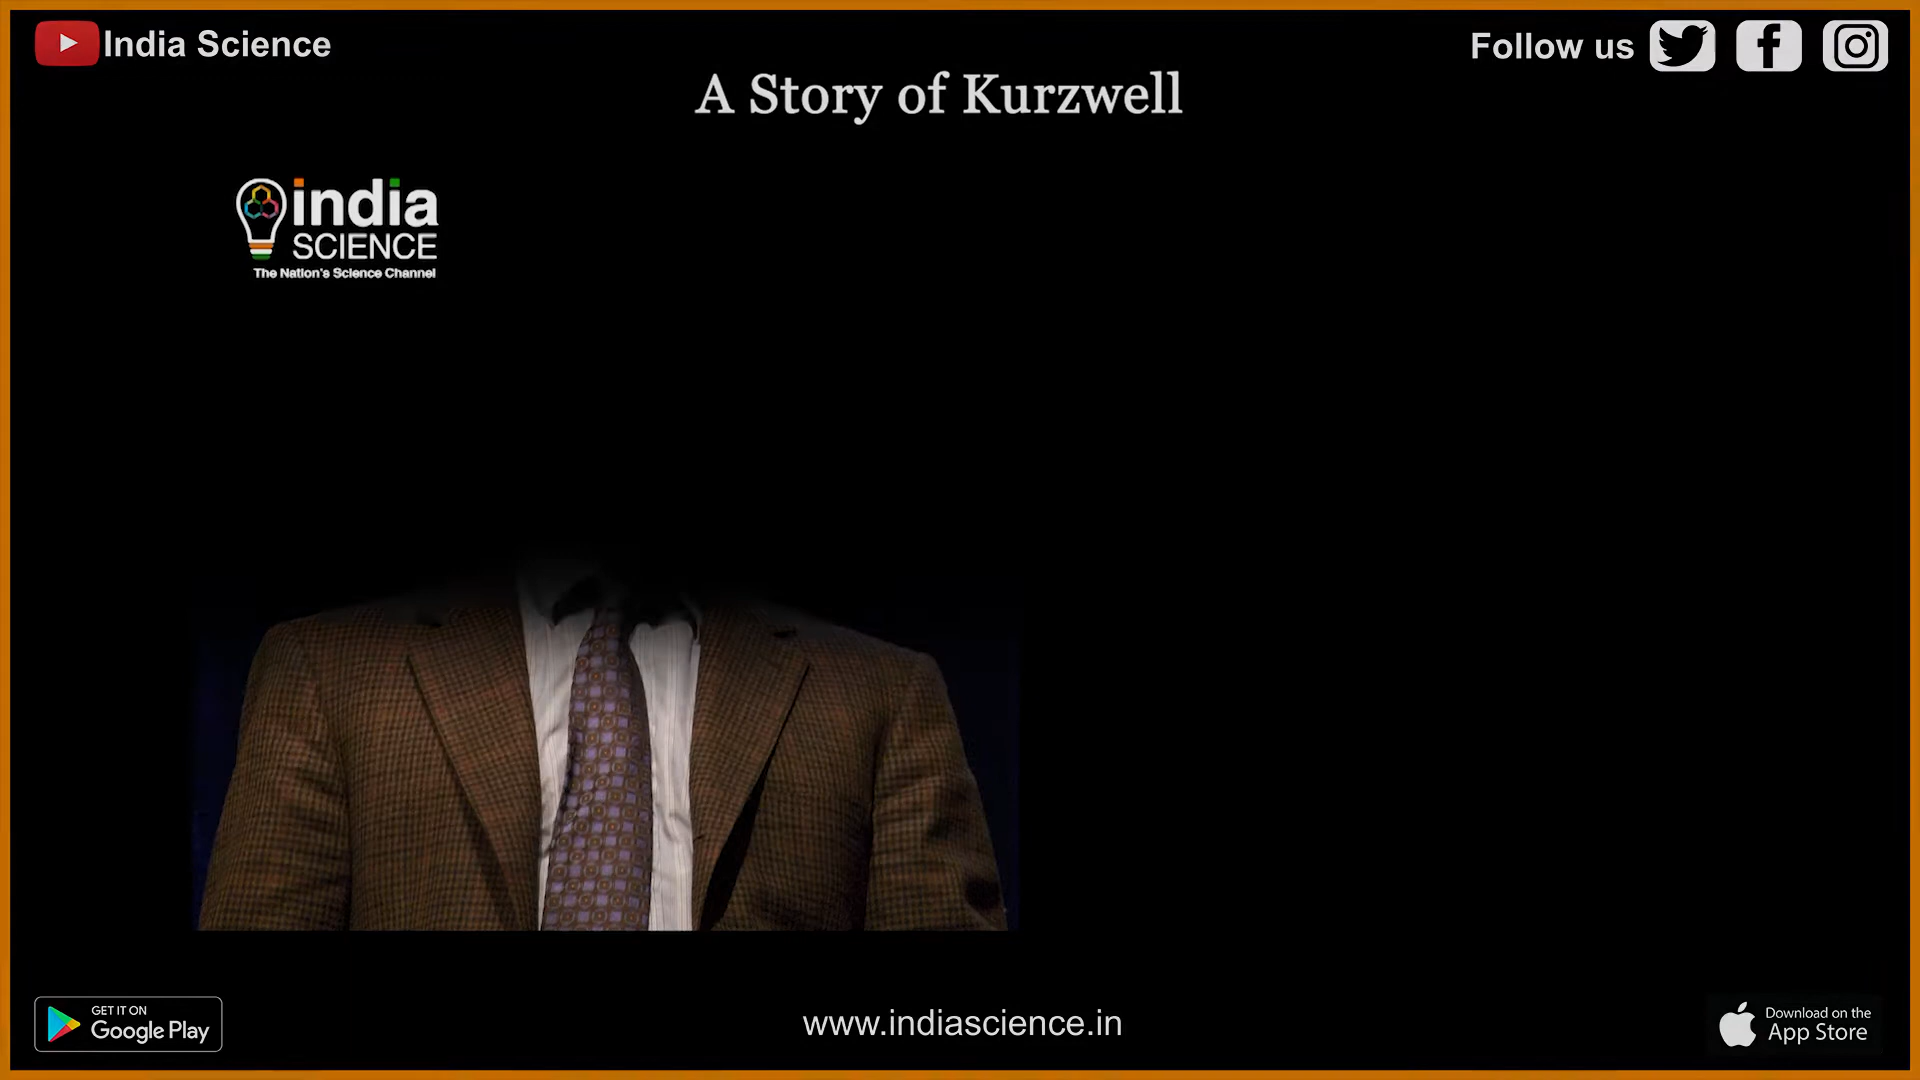 India Science
Follow us
A Story of Kurzwell
india
SCIENCE
The Nation's Science Channel
GET IT ON
Google Play
www.indiascience.in
Download on the
App Store